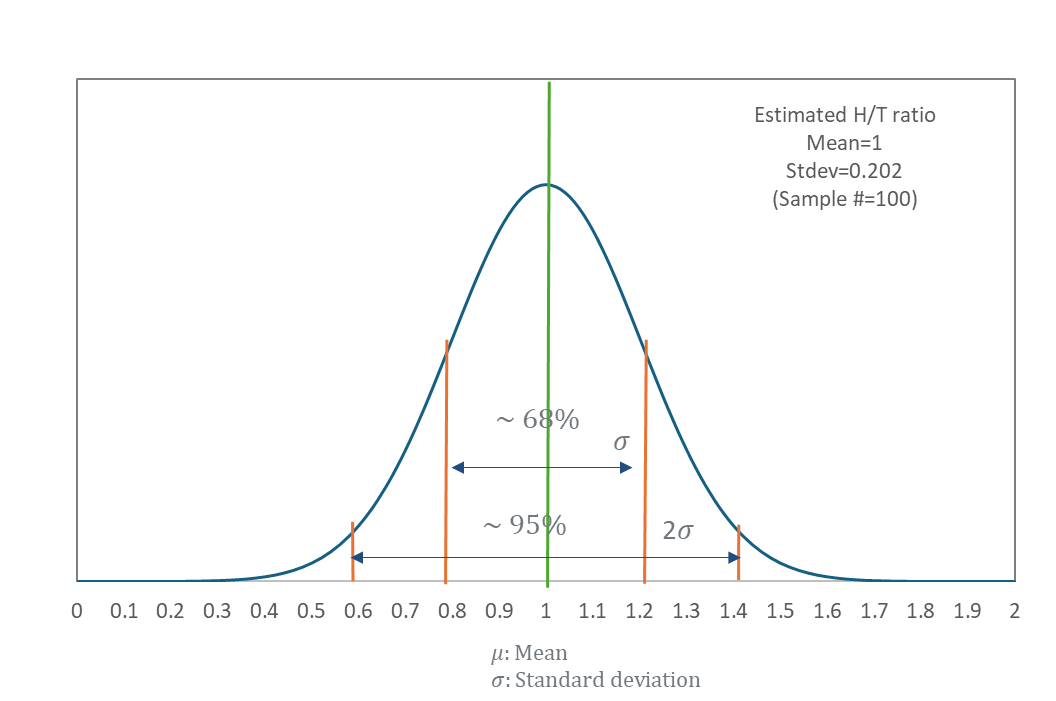 Estimated H/T ratio
Mean=1
Stdev=0.202
(Sample #=100)
~ 68%
σ
~ 95%
2σ
0 0.1 0.2 0.3 0.4 0.5 0.6 0.7 0.8 0.9 1 1.1 1.2 1.3 1.4 1.5 1.6 1.7 1.8 1.9 2
μ: Mean
σ: Standard deviation